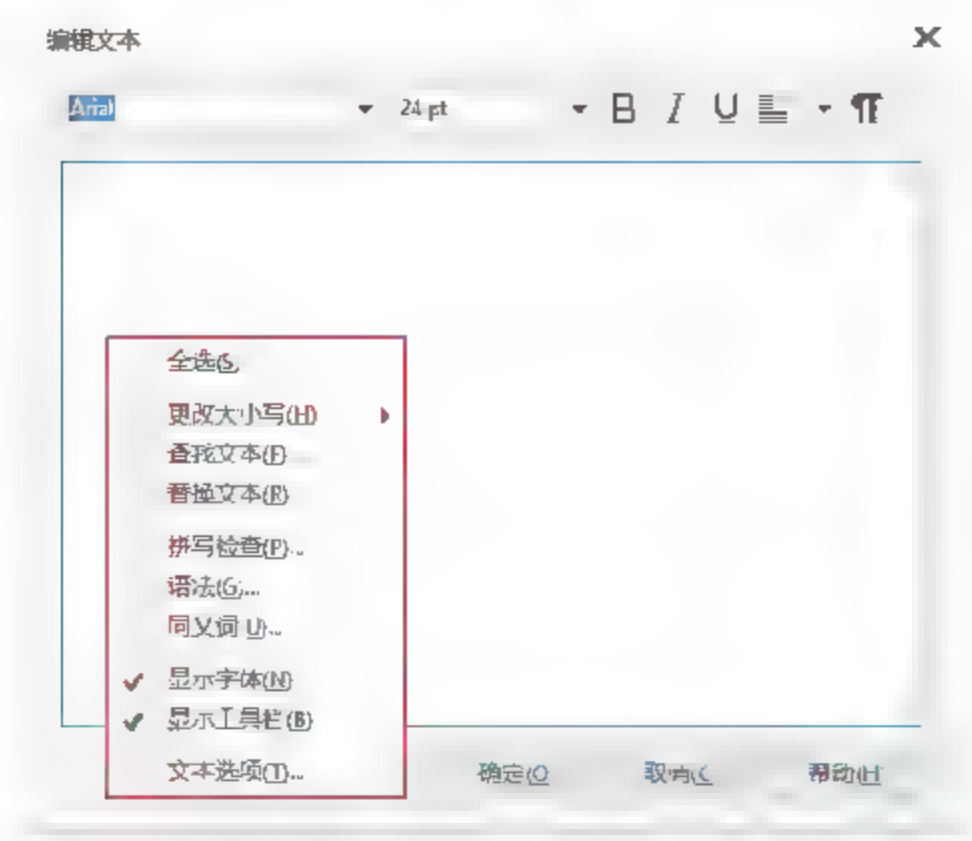 编辑文本
Arial 24 pt B I U
全选(S)
更改大小写(H)
查找文本(F)
替换文本(R)
拼写检查(P)...
语法(G)...
同义词(U)...
显示字体(N)
显示工具栏(B)
文本选项(T)... 确定(O 取消(C 帮助(H